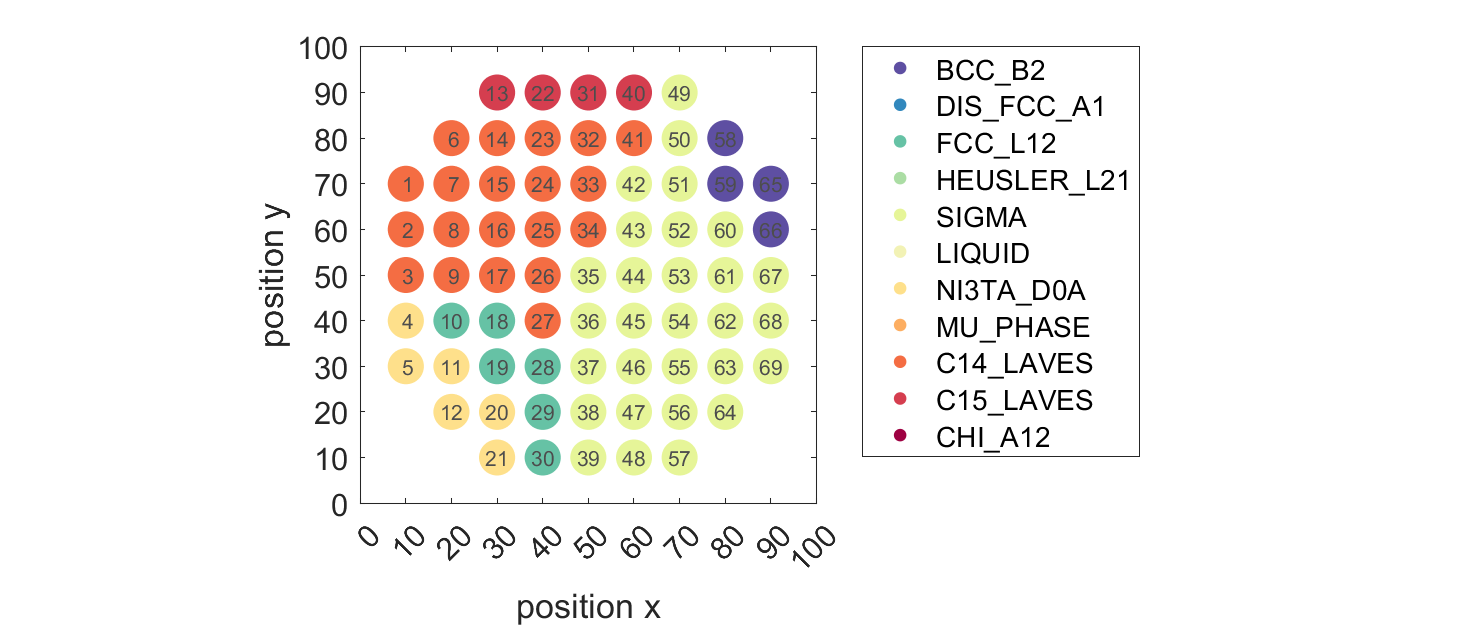 100
90
80
70
60
50
40
30
20
10
0
position y
13 22 31 40 49
6 14 23 32 41 50 58
1 7 15 24 33 42 51 59 65
2 8 16 25 34 43 52 60 66
3 9 17 26 35 44 53 61 67
4 10 18 27 36 45 54 62 68
5 11 19 28 37 46 55 63 69
12 20 29 38 47 56 64
21 30 39 48 57
0 10 20 30 40 50 60 70 80 90 100
position x
BCC_B2
DIS_FCC_A1
FCC_L12
HEUSLER_L21
SIGMA
LIQUID
NI3TA_D0A
MU_PHASE
C14_LAVES
C15_LAVES
CHI_A12